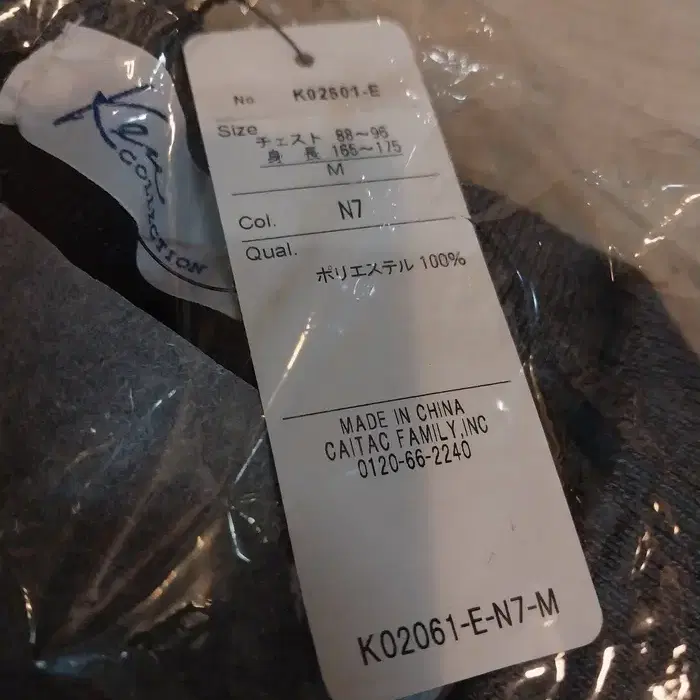 Ken
COLLECTION
No K02601-E
Size チェスト 88～96
身 長 165～175
M
Col. N7
Qual.
ポリエステル 100%
MADE IN CHINA
CAITAC FAMILY,INC
0120-66-2240
K02061-E-N7-M